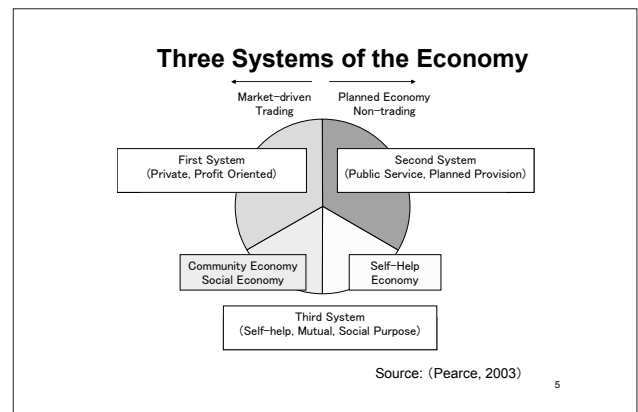 Three Systems of the Economy
Market-driven
Trading
Planned Economy
Non-trading
First System
(Private, Profit Oriented)
Second System
(Public Service, Planned Provision)
Community Economy
Social Economy
Self-Help
Economy
Third System
(Self-help, Mutual, Social Purpose)
Source: (Pearce, 2003)
5